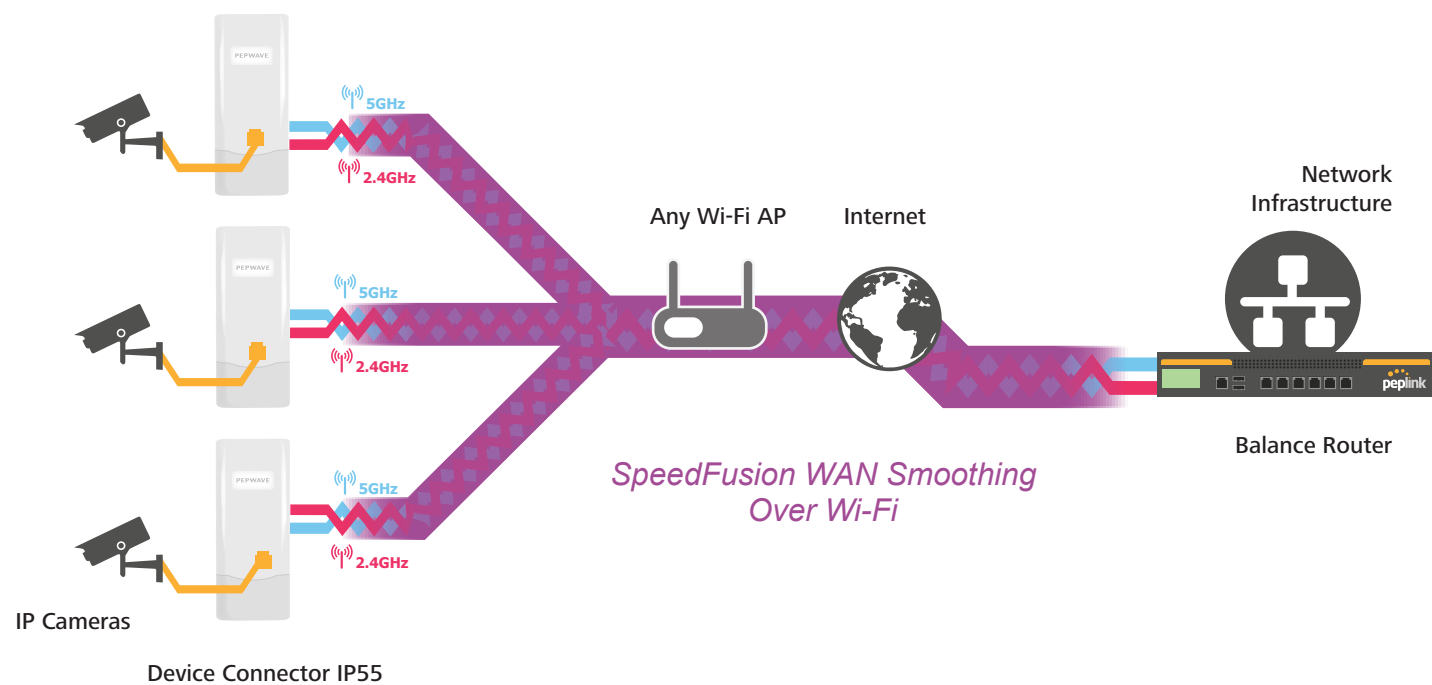 PEPWAVE
5GHz
2.4GHz
PEPWAVE
5GHz
2.4GHz
PEPWAVE
5GHz
2.4GHz
IP Cameras
Device Connector IP55
Any Wi-Fi AP
Internet
SpeedFusion WAN Smoothing
Over Wi-Fi
Network
Infrastructure
peplink
Balance Router